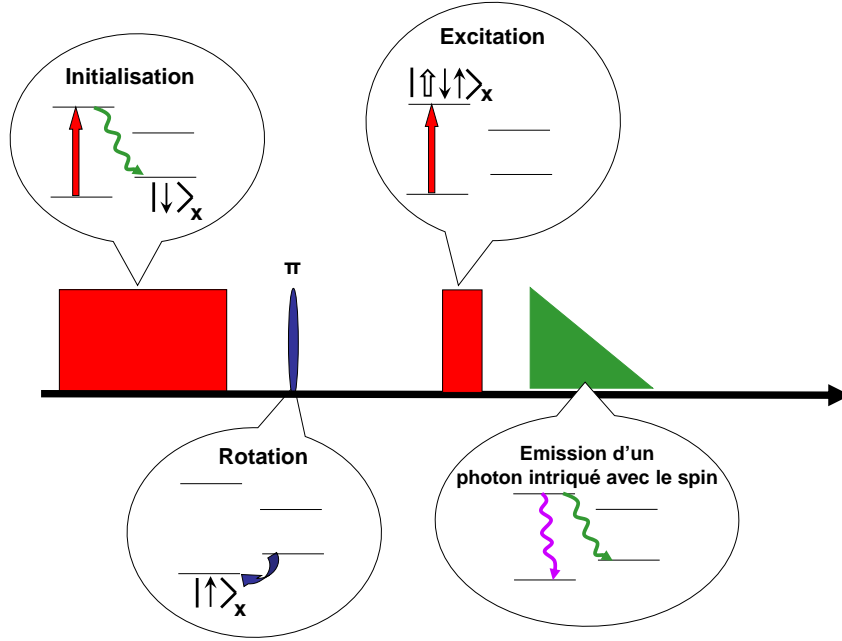 Excitation
|⇑↓↑⟩x
Initialisation
|↓⟩x
π
Rotation
|↑⟩x
Emission d'un
photon intriqué avec le spin